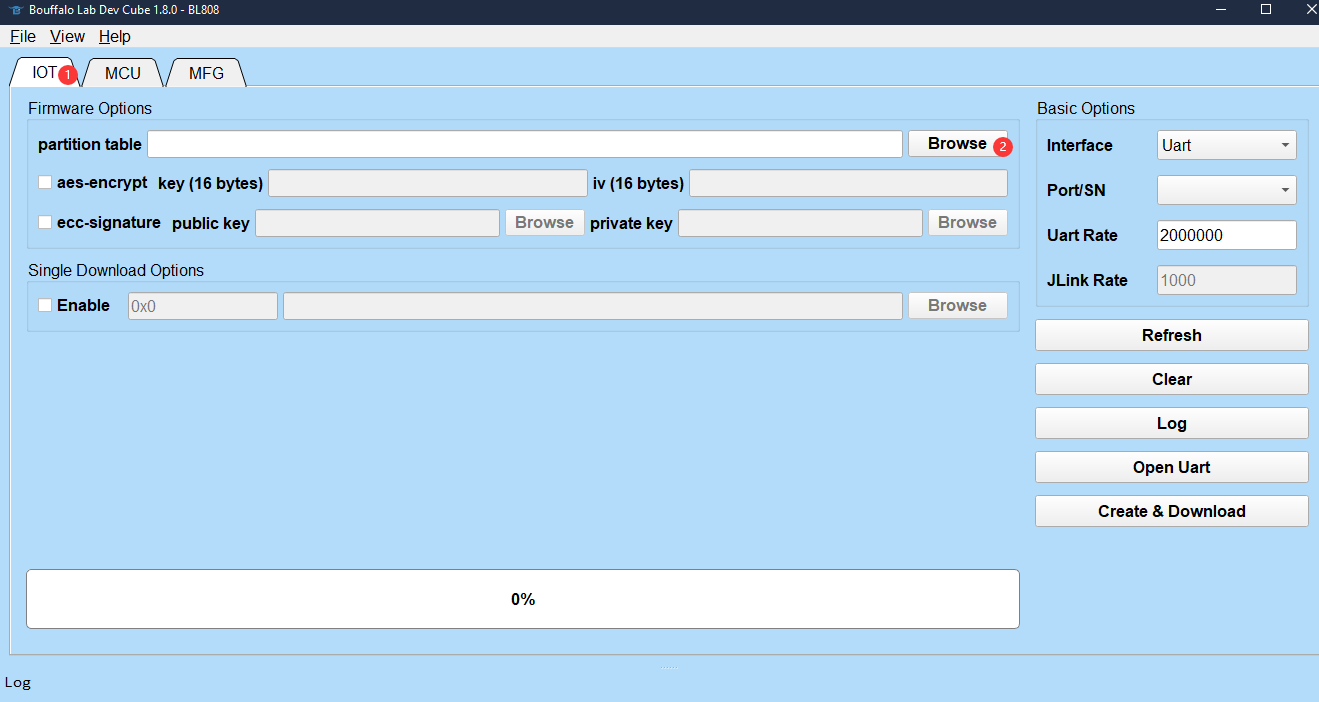 Bouffalo Lab Dev Cube 1.8.0 - BL808
File View Help
IOT 1 MCU MFG
Firmware Options
partition table Browse 2
aes-encrypt key (16 bytes) iv (16 bytes)
ecc-signature public key Browse private key Browse
Single Download Options
Enable 0x0 Browse
0%
Basic Options
Interface Uart
Port/SN
Uart Rate 2000000
JLink Rate 1000
Refresh
Clear
Log
Open Uart
Create & Download
Log